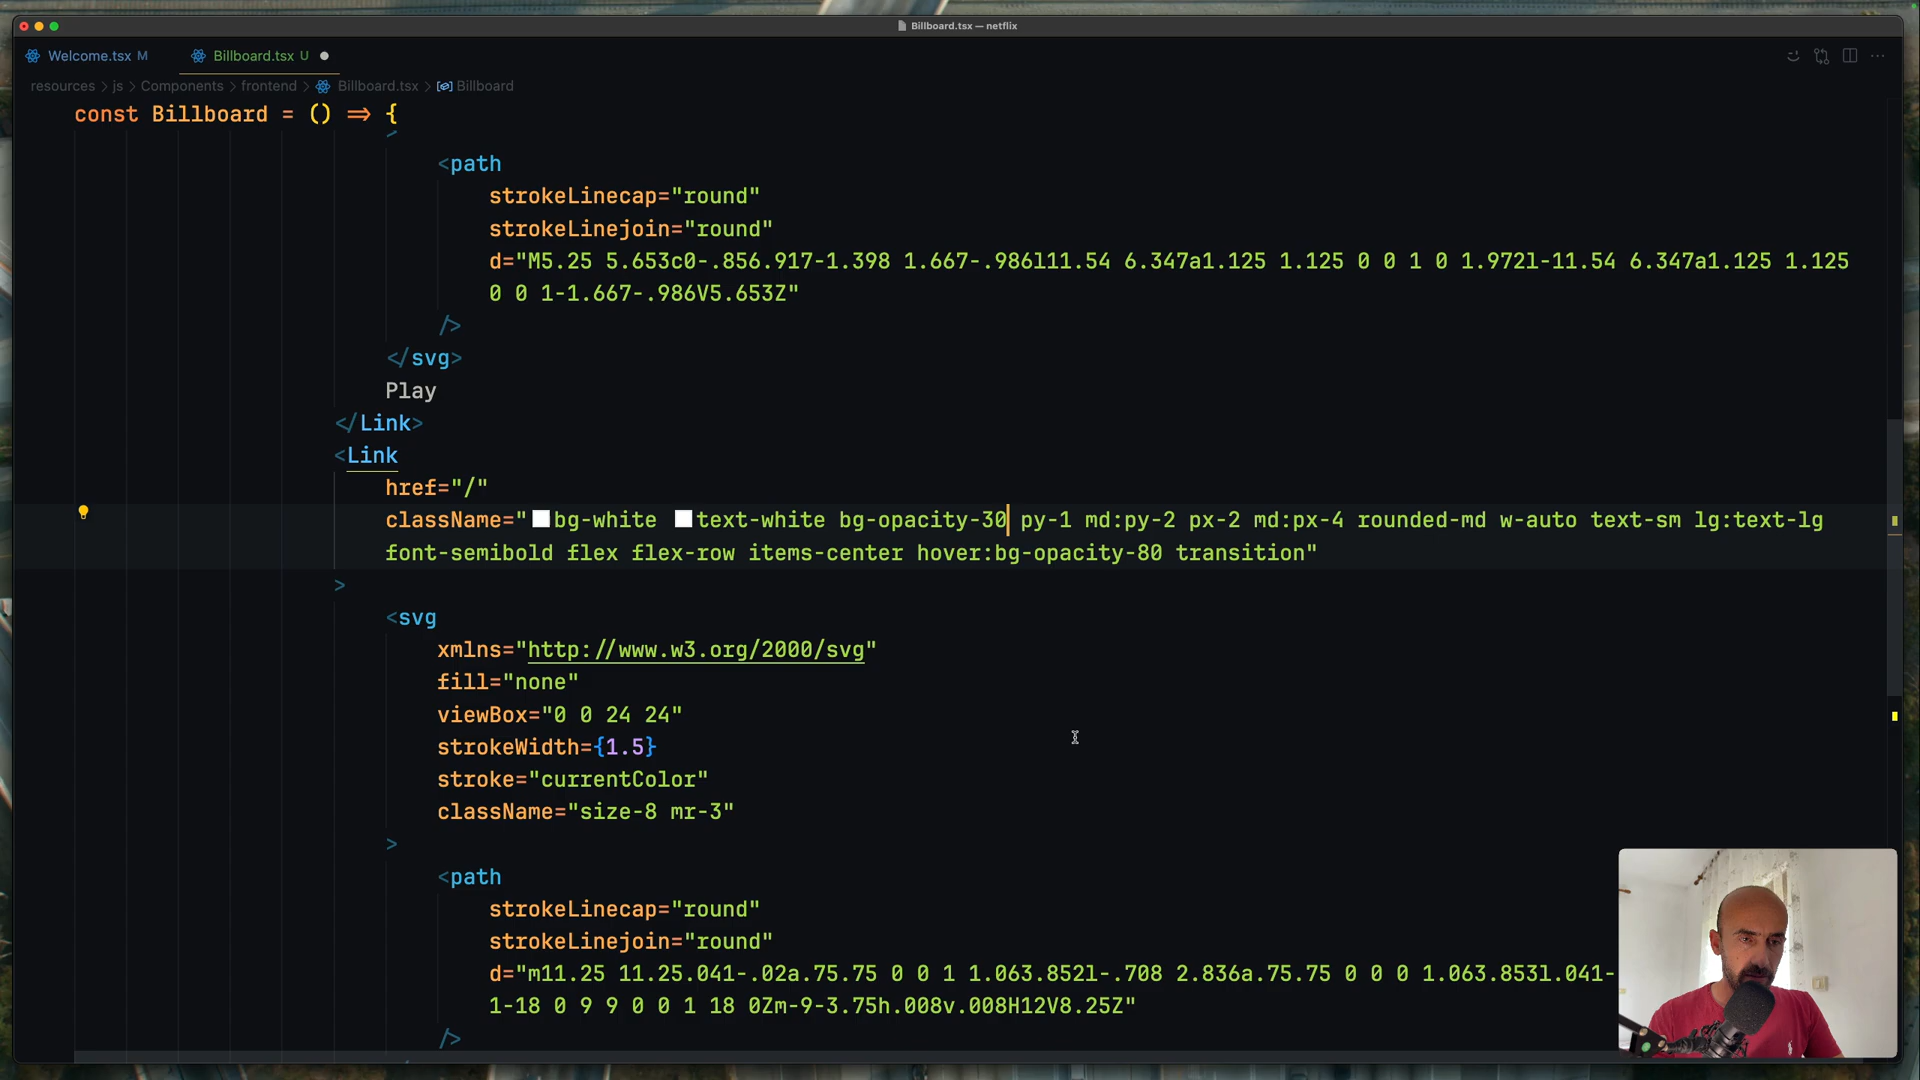 Billboard.tsx — netflix
Welcome.tsx M
Billboard.tsx U
resources > js > Components > frontend > Billboard.tsx > Billboard
const Billboard = () => {
>
<path
strokeLinecap="round"
strokeLinejoin="round"
d="M5.25 5.653c0-.856.917-1.398 1.667-.986l11.54 6.347a1.125 1.125 0 0 1 0 1.972l-11.54 6.347a1.125 1.125
0 0 1-1.667-.986V5.653Z"
/>
</svg>
Play
</Link>
<Link
href="/"
className="bg-white text-white bg-opacity-30 py-1 md:py-2 px-2 md:px-4 rounded-md w-auto text-sm lg:text-lg
font-semibold flex flex-row items-center hover:bg-opacity-80 transition"
>
<svg
xmlns="http://www.w3.org/2000/svg"
fill="none"
viewBox="0 0 24 24"
strokeWidth={1.5}
stroke="currentColor"
className="size-8 mr-3"
>
<path
strokeLinecap="round"
strokeLinejoin="round"
d="m11.25 11.25.041-.02a.75.75 0 0 1 1.063.852l-.708 2.836a.75.75 0 0 0 1.063.853l.041-
1-18 0 9 9 0 0 1 18 0Zm-9-3.75h.008v.008H12V8.25Z"
/>